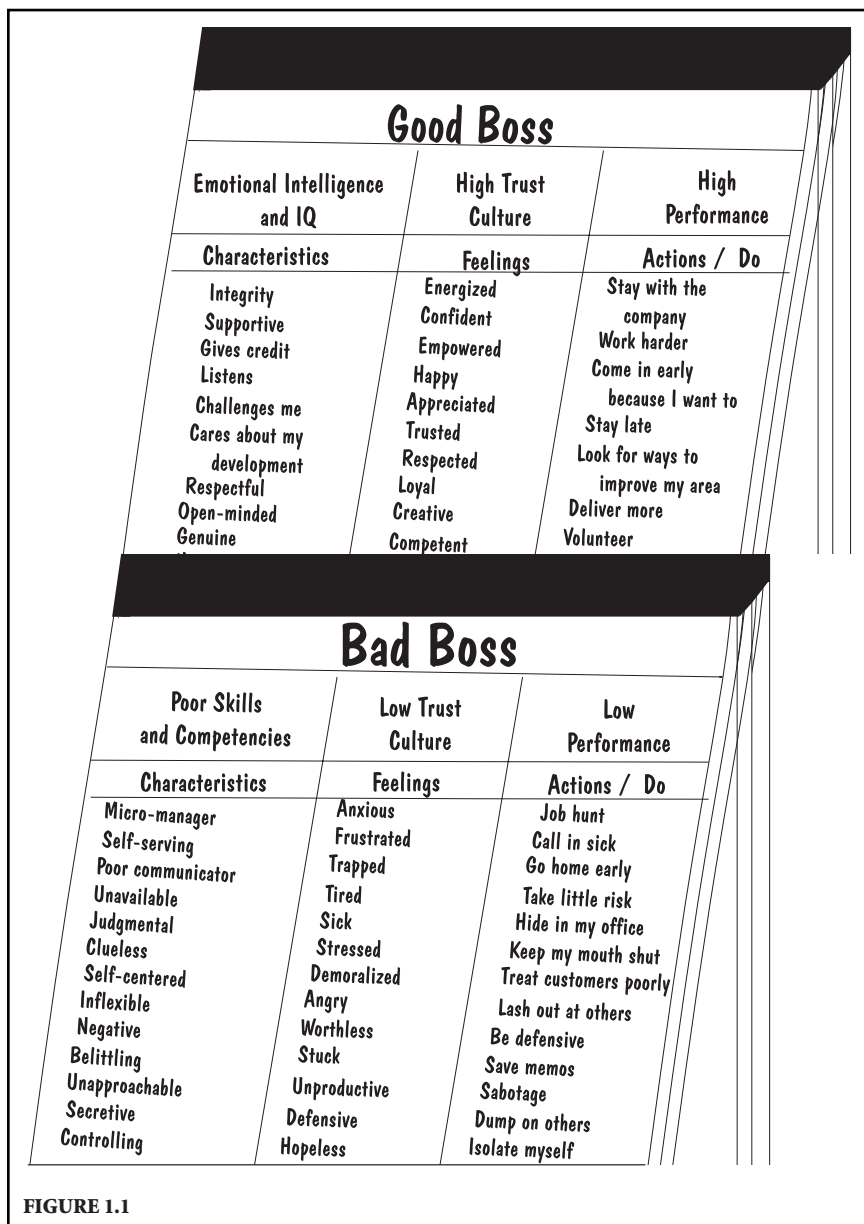 Good Boss
Emotional Intelligence
and IQ
High Trust
Culture
High
Performance
Characteristics
Feelings
Actions / Do
Integrity
Supportive
Gives credit
Listens
Challenges me
Cares about my
development
Respectful
Open-minded
Genuine
Energized
Confident
Empowered
Happy
Appreciated
Trusted
Respected
Loyal
Creative
Competent
Stay with the
company
Work harder
Come in early
because I want to
Stay late
Look for ways to
improve my area
Deliver more
Volunteer
Bad Boss
Poor Skills
and Competencies
Low Trust
Culture
Low
Performance
Characteristics
Feelings
Actions / Do
Micro-manager
Self-serving
Poor communicator
Unavailable
Judgmental
Clueless
Self-centered
Inflexible
Negative
Belittling
Unapproachable
Secretive
Controlling
Anxious
Frustrated
Trapped
Tired
Sick
Stressed
Demoralized
Angry
Worthless
Stuck
Unproductive
Defensive
Hopeless
Job hunt
Call in sick
Go home early
Take little risk
Hide in my office
Keep my mouth shut
Treat customers poorly
Lash out at others
Be defensive
Save memos
Sabotage
Dump on others
Isolate myself
FIGURE 1.1